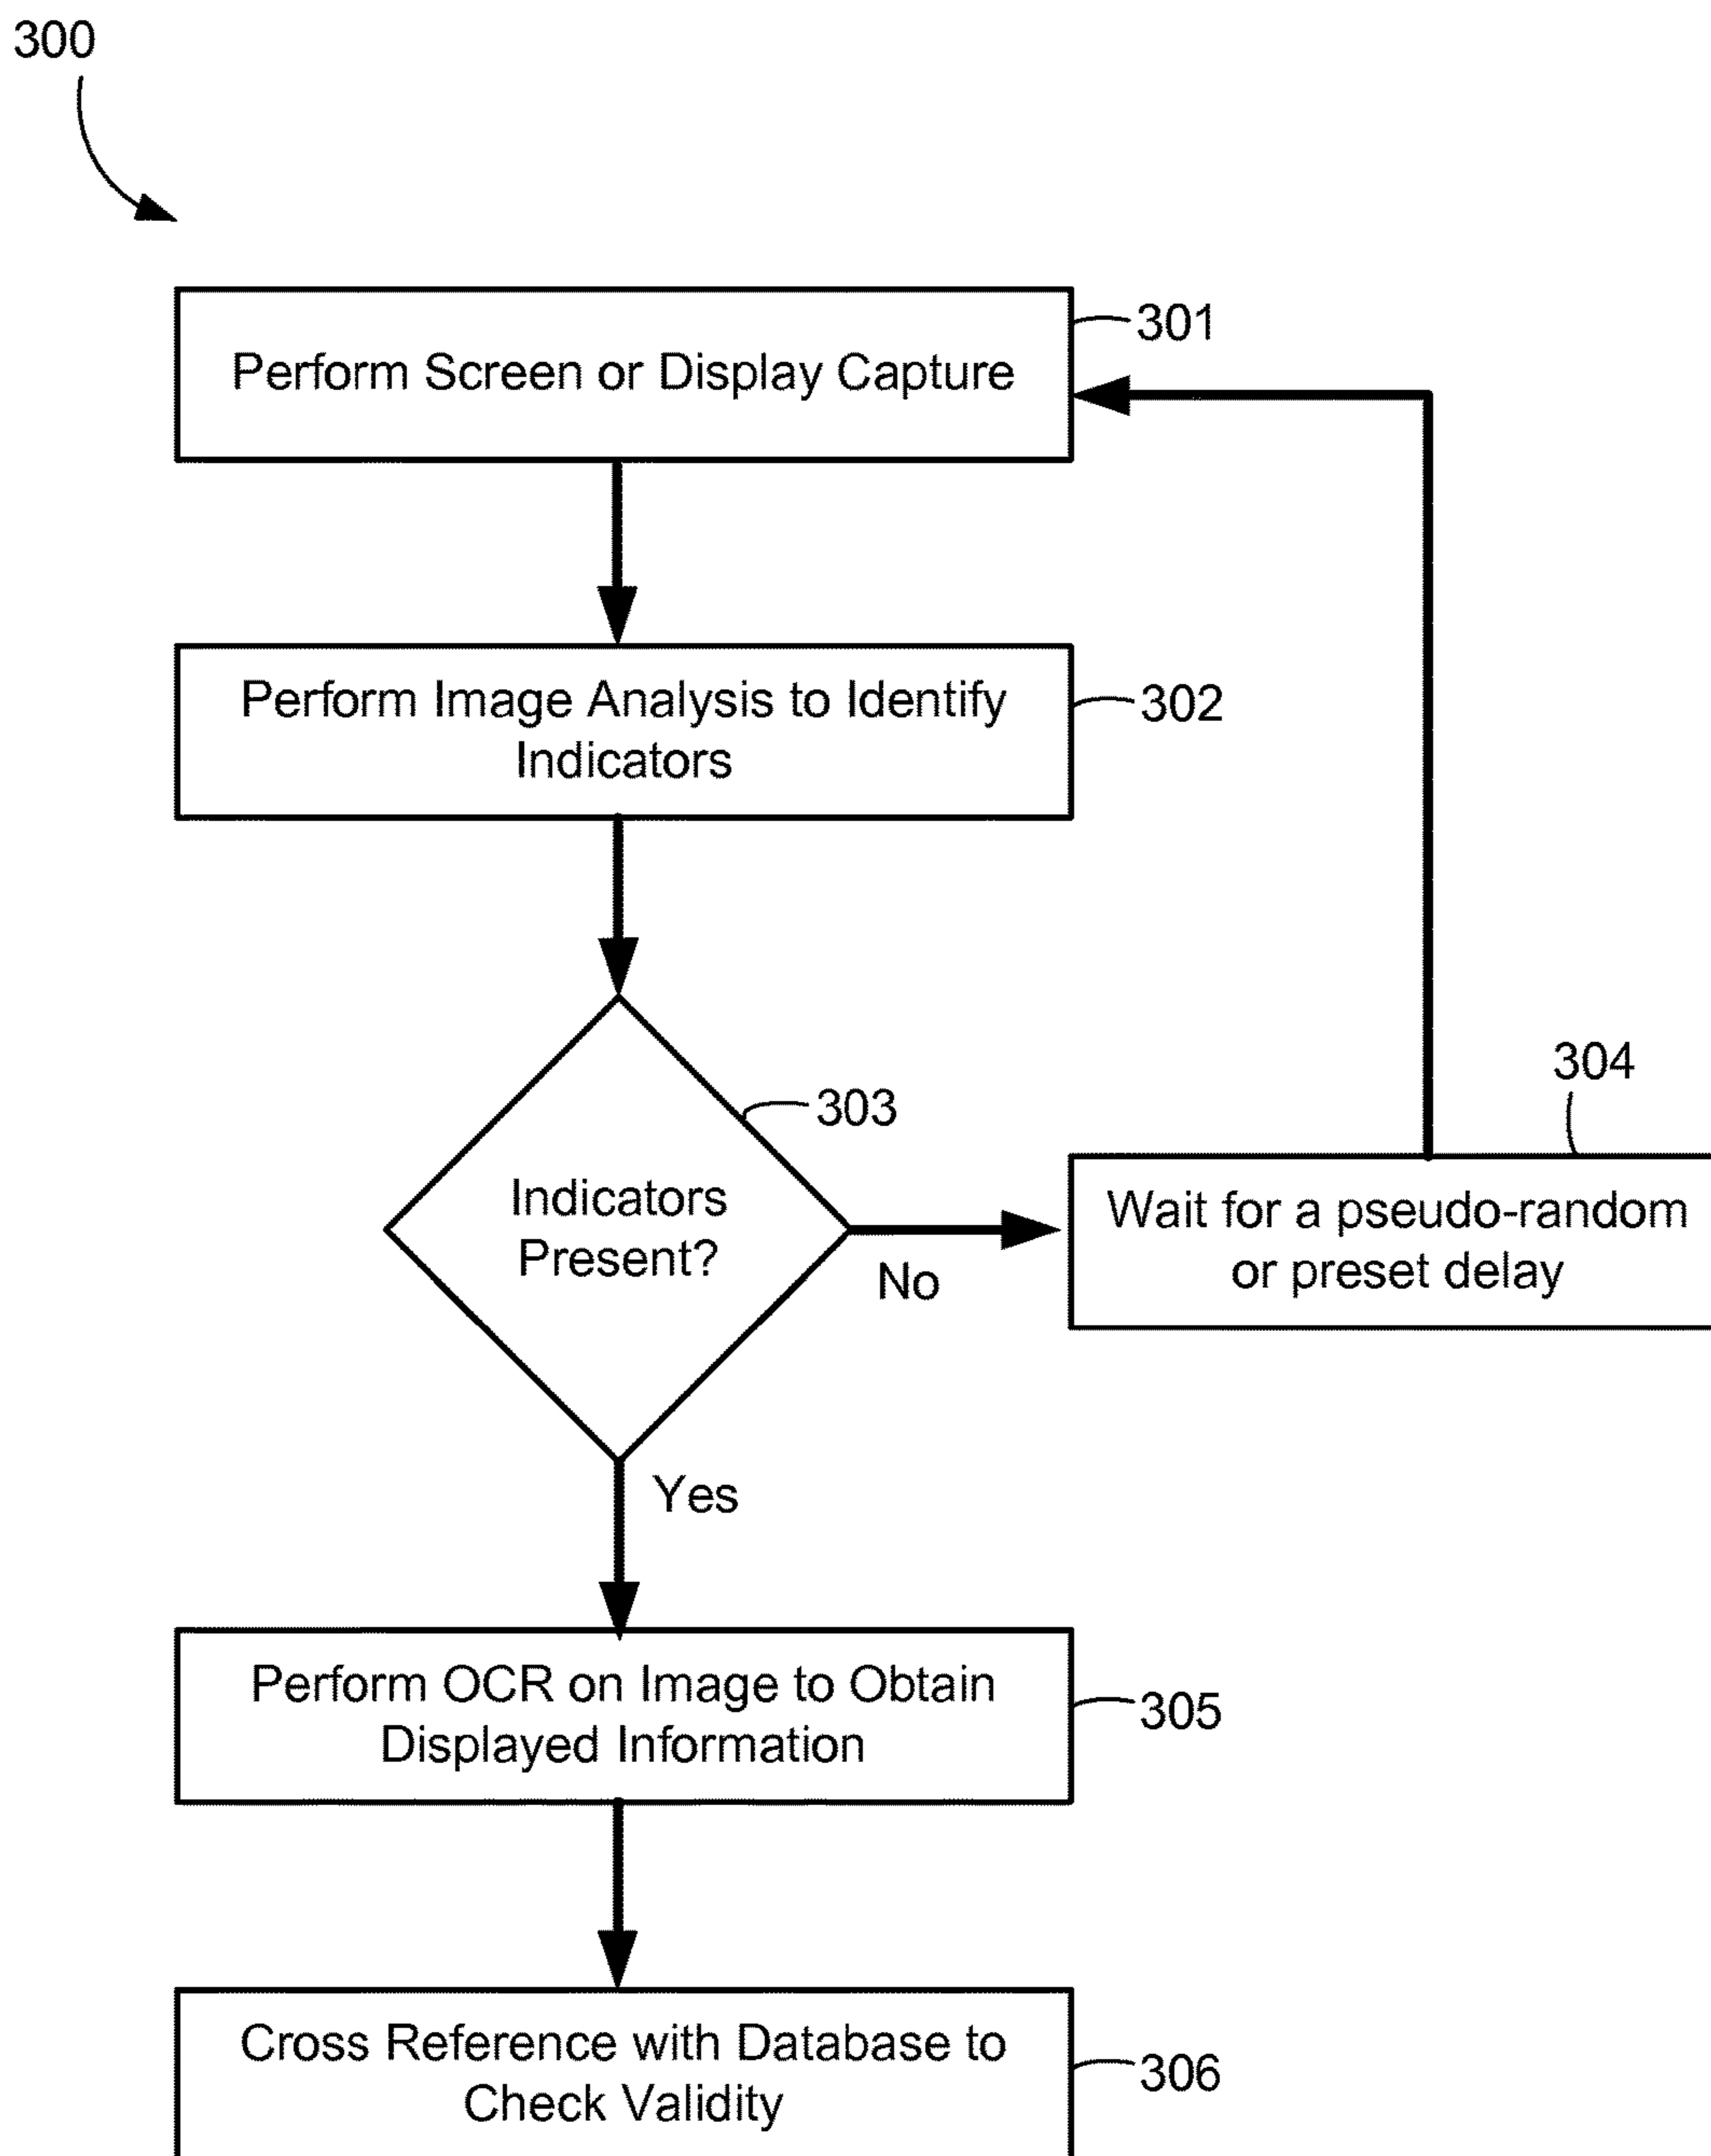 300
Perform Screen or Display Capture
301
Perform Image Analysis to Identify
Indicators
302
303
Indicators
Present?
No
304
Wait for a pseudo-random
or preset delay
Yes
Perform OCR on Image to Obtain
Displayed Information
305
Cross Reference with Database to
Check Validity
306